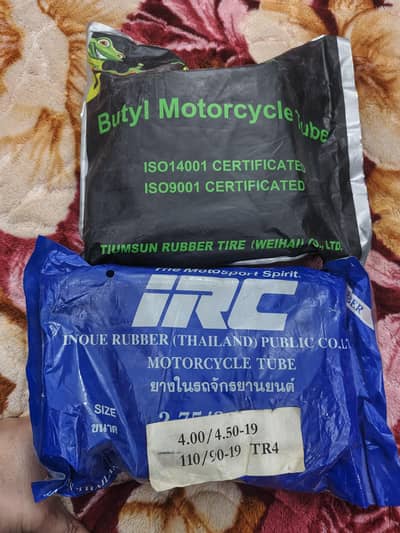 Butyl Motorcycle Tube
ISO14001 CERTIFICATED
ISO9001 CERTIFICATED
TIUMSUN RUBBER TIRE (WEIHAI) CO., LTD.
The MotoSport Spirit.
IRC
INOUE RUBBER (THAILAND) PUBLIC CO.,L
MOTORCYCLE TUBE
ยางในรถจักรยานยนต์
SIZE
ขนาด
2.75/
4.00/4.50-19
110/90-19 TR4